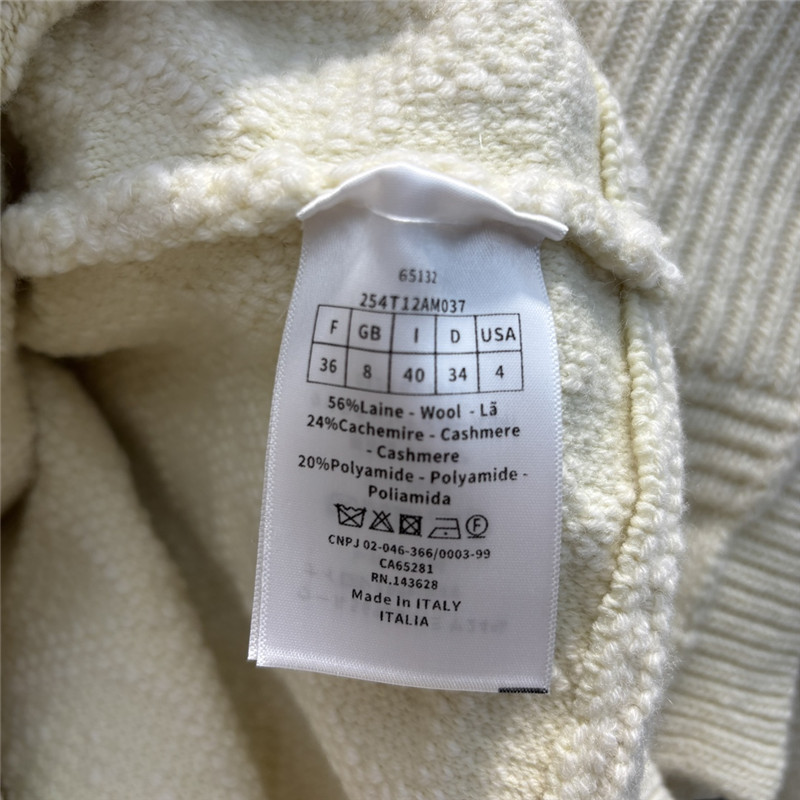 65132
254T12AM037
F GB I D USA
36 8 40 34 4
56%Laine - Wool - Lã
24%Cachemire - Cashmere
- Cashmere
20%Polyamide - Polyamide -
Poliamida
F
CNPJ 02-046-366/0003-99
CA65281
RN.143628
Made In ITALY
ITALIA